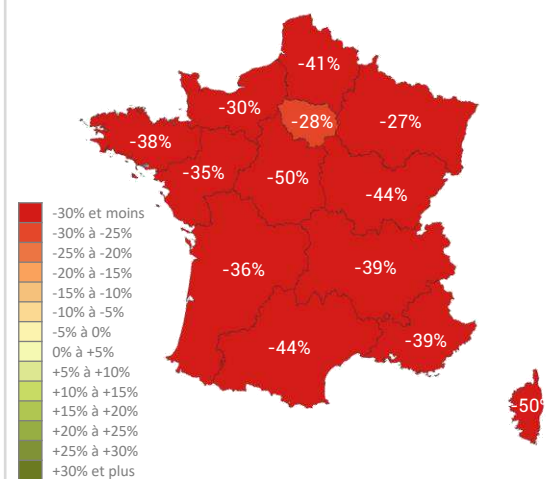 -41%
-30%
-28%
-27%
-38%
-35%
-50%
-44%
-36%
-39%
-44%
-39%
-50%
-30% et moins
-30% à -25%
-25% à -20%
-20% à -15%
-15% à -10%
-10% à -5%
-5% à 0%
0% à +5%
+5% à +10%
+10% à +15%
+15% à +20%
+20% à +25%
+25% à +30%
+30% et plus